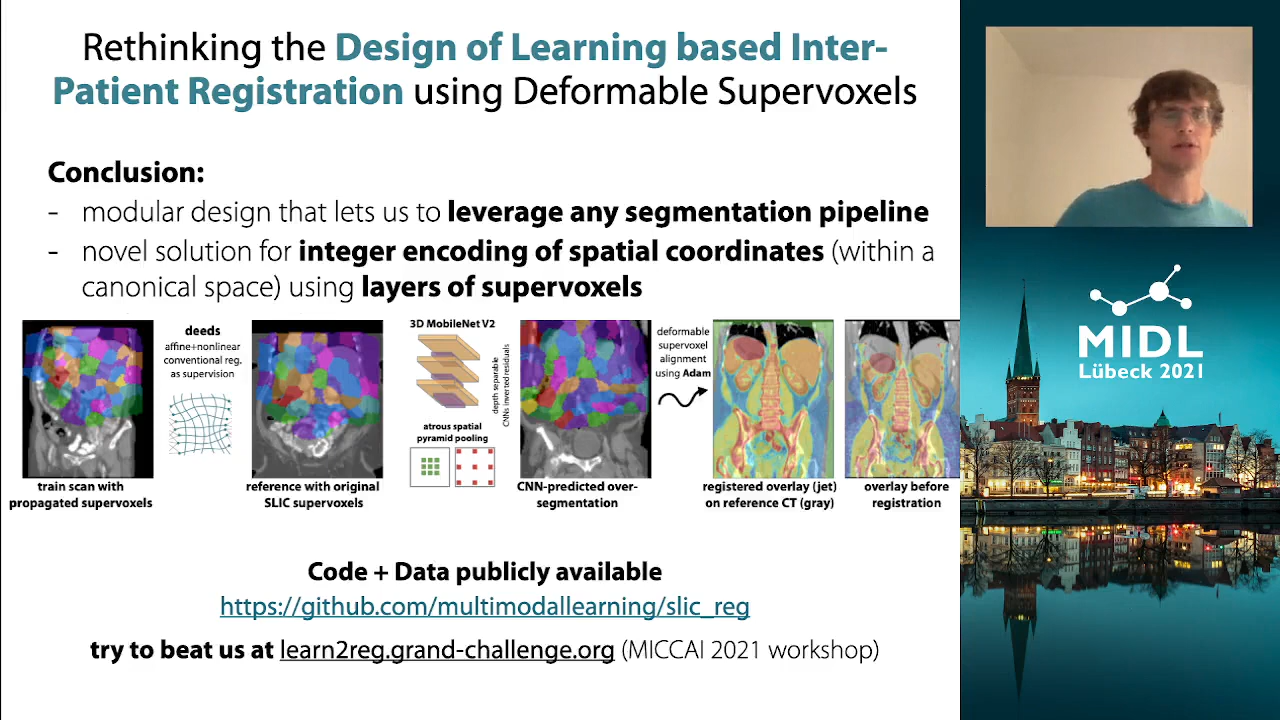 Rethinking the Design of Learning based Inter-
Patient Registration using Deformable Supervoxels
Conclusion:
- modular design that lets us to leverage any segmentation pipeline
- novel solution for integer encoding of spatial coordinates (within a
canonical space) using layers of supervoxels
deeds
affine+nonlinear
conventional reg.
as supervision
3D MobileNet V2
depth separable
CNNs inverted residuals
atrous spatial
pyramid pooling
deformable
supervoxel
alignment
using Adam
train scan with
propagated supervoxels
reference with original
SLIC supervoxels
CNN-predicted over-
segmentation
registered overlay (jet)
on reference CT (gray)
overlay before
registration
Code + Data publicly available
https://github.com/multimodallearning/slic_reg
try to beat us at learn2reg.grand-challenge.org (MICCAI 2021 workshop)
MIDL
Lübeck 2021